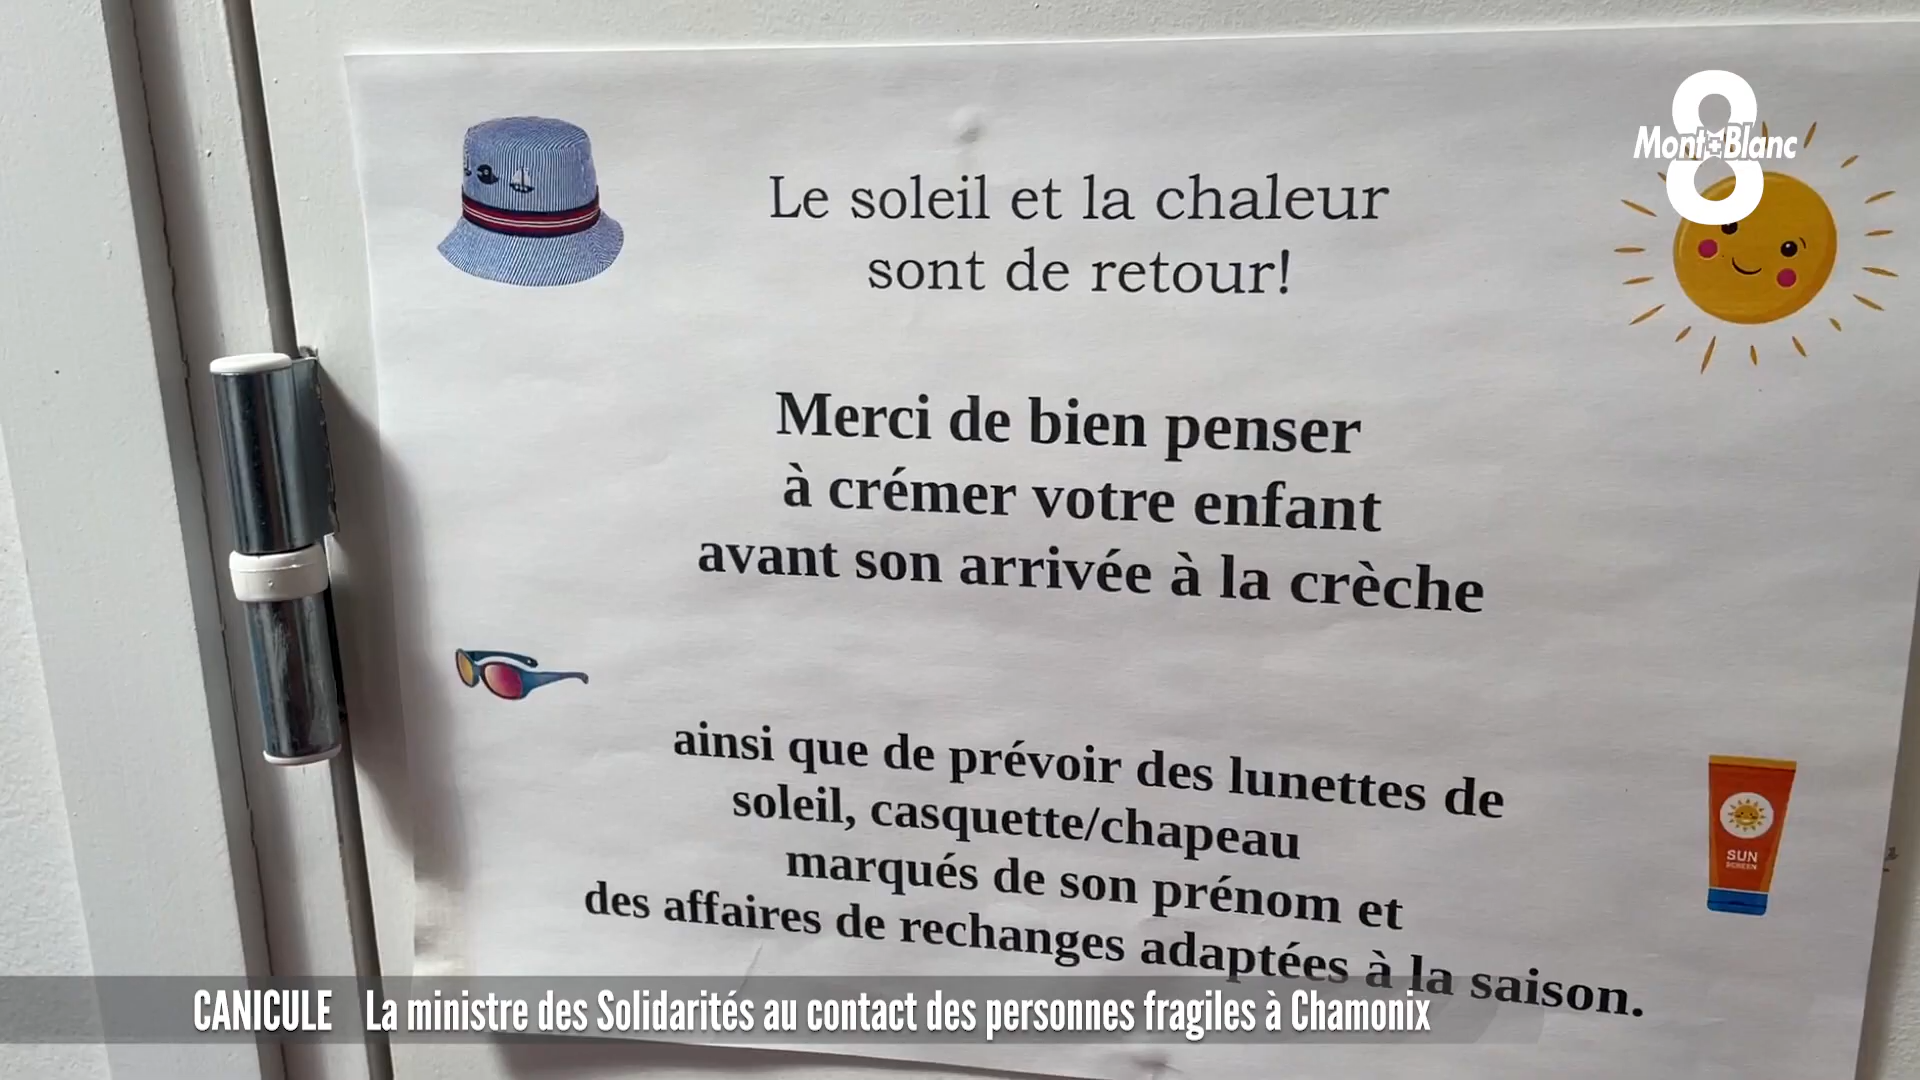 8
Mont-Blanc
Le soleil et la chaleur
sont de retour!
Merci de bien penser
à crémer votre enfant
avant son arrivée à la crèche
ainsi que de prévoir des lunettes de
soleil, casquette/chapeau
marqués de son prénom et
des affaires de rechanges adaptées à la saison.
SUN
SCREEN
CANICULE La ministre des Solidarités au contact des personnes fragiles à Chamonix